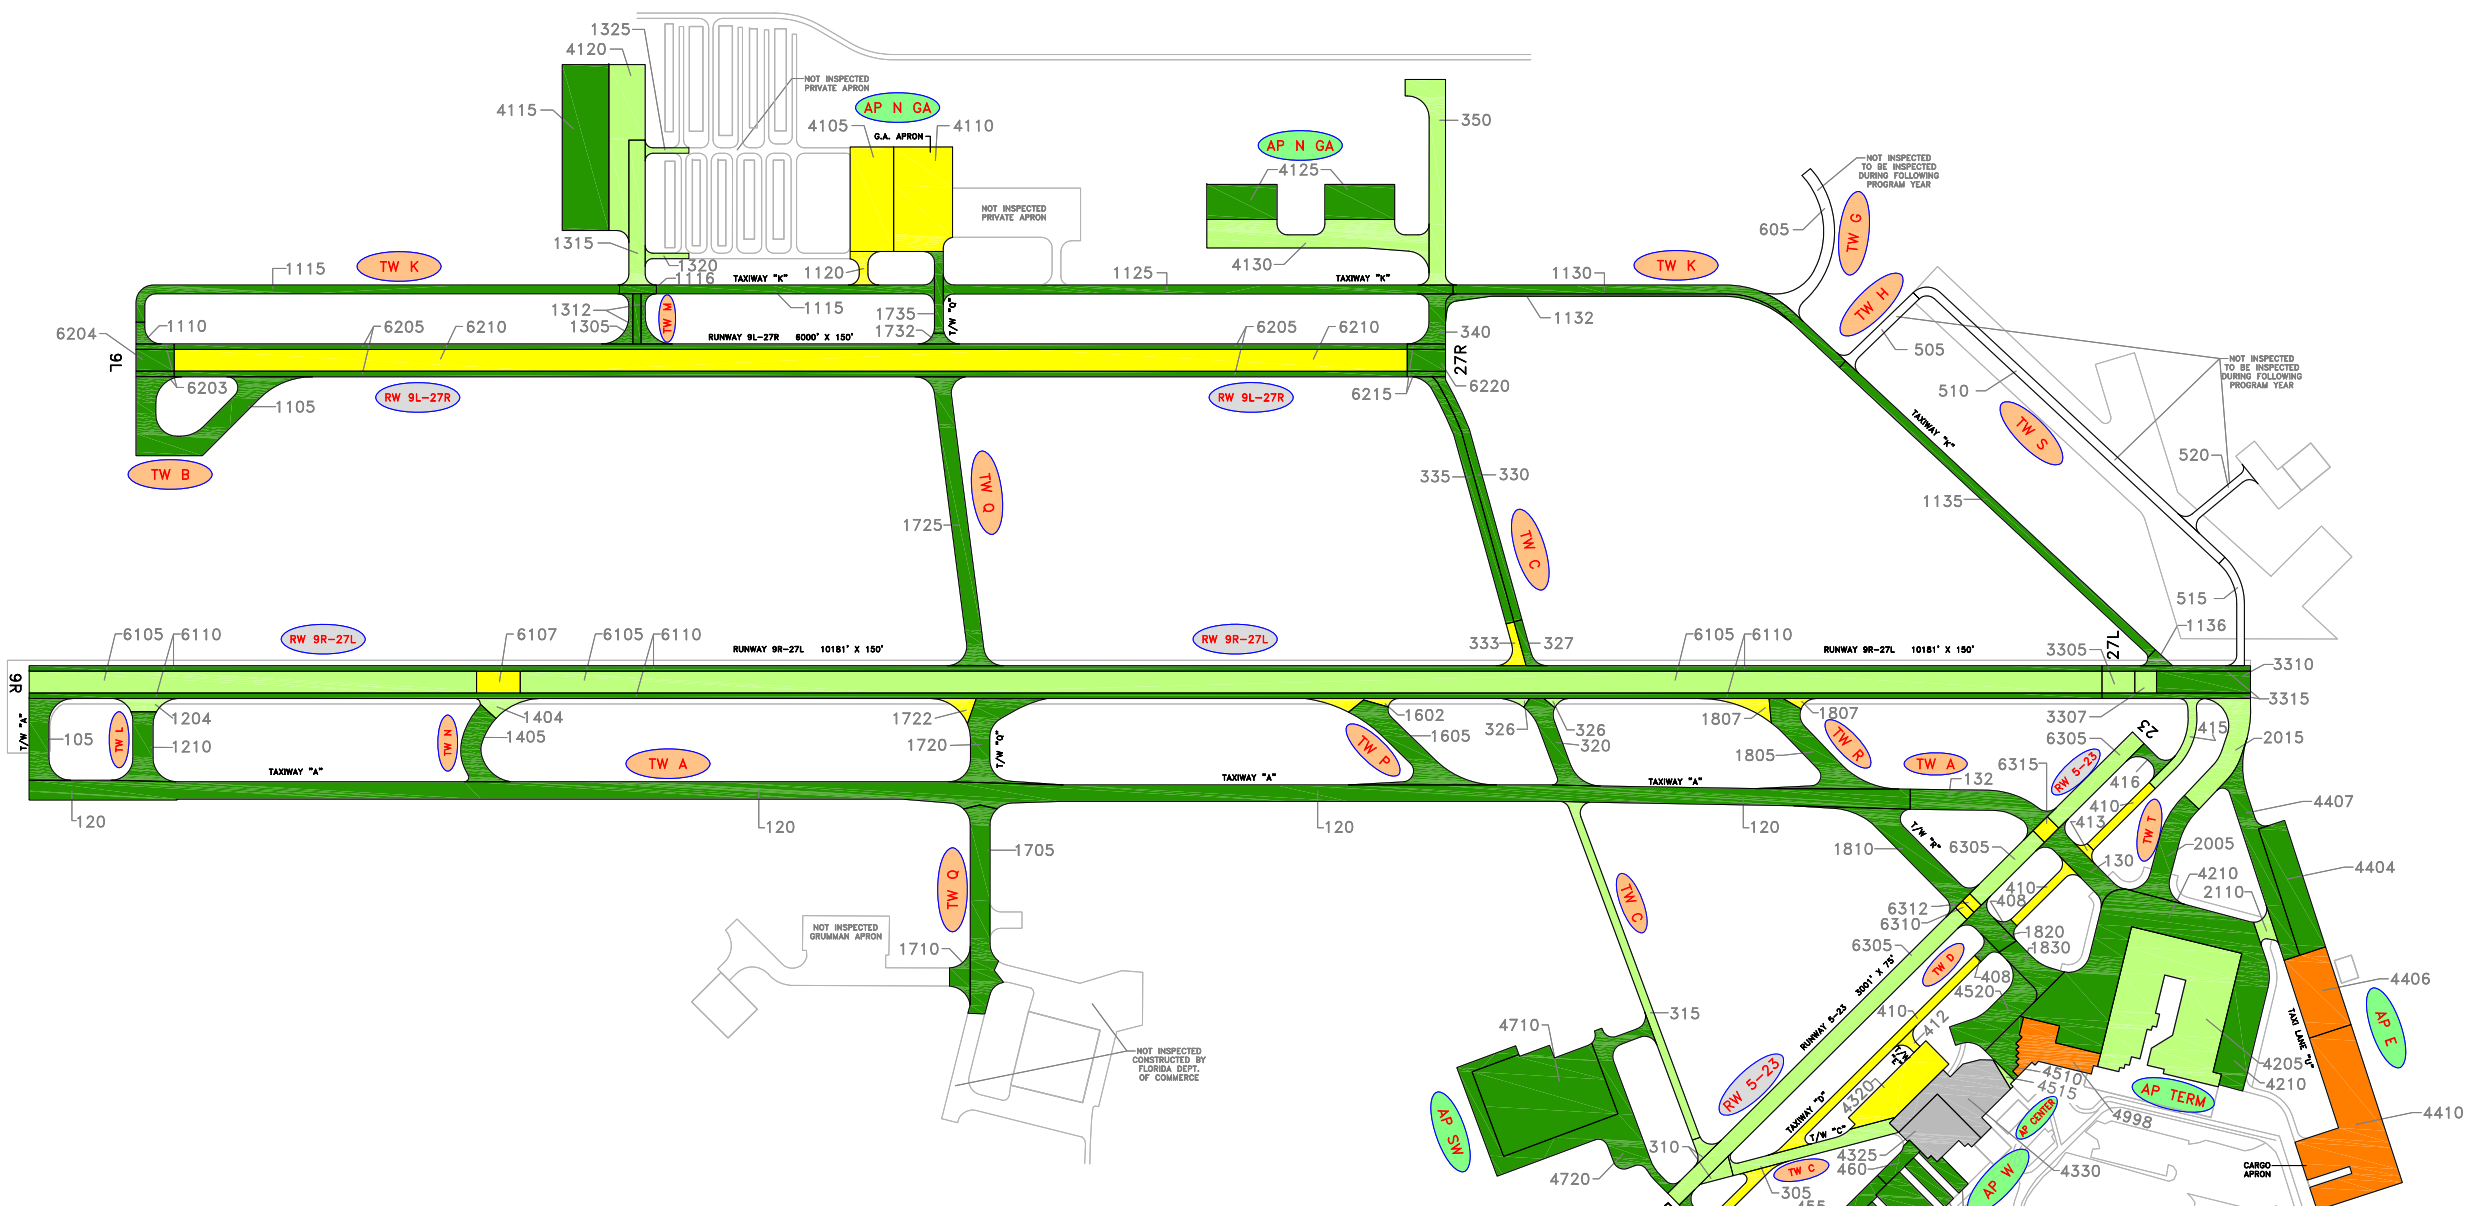 1325
4120
NOT INSPECTED
PRIVATE APRON
4115
AP N GA
4105
4110
G.A. APRON
350
AP N GA
4125
NOT INSPECTED
TO BE INSPECTED
DURING FOLLOWING
PROGRAM YEAR
NOT INSPECTED
PRIVATE APRON
TW G
605
1315
4130
TW K
1115
1320
1116
TAXIWAY "K"
1120
1125
TAXIWAY "K"
1130
TW K
TW H
1312
1305
TW M
1115
1735
1732
T/W "Q"
1132
340
6204
1110
6205
6210
RUNWAY 9L-27R 6000' X 150'
6205
6210
505
9L
27R
NOT INSPECTED
TO BE INSPECTED
DURING FOLLOWING
PROGRAM YEAR
6203
1105
RW 9L-27R
RW 9L-27R
6215
6220
510
TAXIWAY "K"
TW S
TW B
TW Q
335
330
520
1135
1725
TW C
515
6105
6110
RW 9R-27L
6107
6105
6110
RUNWAY 9R-27L 10181' X 150'
RW 9R-27L
333
327
6105
6110
RUNWAY 9R-27L 10181' X 150'
3305
27L
1136
3310
3315
9R
T/W "A"
105
TW L
1204
1210
TW N
1404
1405
1722
1720
T/W "Q"
1602
1605
TW P
326
326
320
1807
1807
1805
TW R
3307
23
6305
415
2015
TAXIWAY "A"
TW A
TAXIWAY "A"
TAXIWAY "A"
TW A
132
6315
RW 5-23
416
410
413
TW T
4407
120
120
120
120
1705
T/W "R"
1810
6305
130
2005
4210
2110
4404
TW Q
TW C
410
408
6312
6310
6305
1820
1830
NOT INSPECTED
GRUMMAN APRON
1710
TW D
408
4520
410
412
4406
AP E
TAXI LANE "U"
RUNWAY 5-23 3001' X 75'
315
4710
NOT INSPECTED
CONSTRUCTED BY
FLORIDA DEPT.
OF COMMERCE
RW 5-23
4320
4510
4515
4205
4210
AP TERM
4998
AP CENTER
4410
AP SW
TAXIWAY "D"
T/W "C"
310
4720
TW C
305
4325
460
4330
AP W
CARGO
APRON